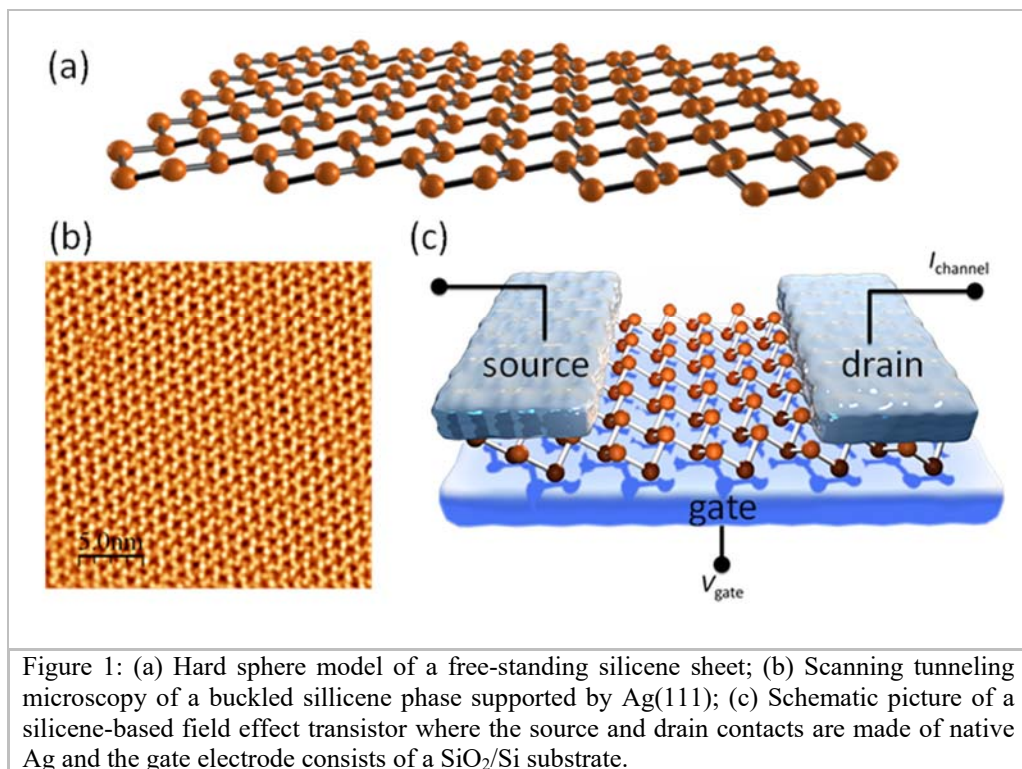 (a)
(b)
(c)
5.0nm
source
drain
I channel
gate
V gate
Figure 1: (a) Hard sphere model of a free-standing silicene sheet; (b) Scanning tunneling
microscopy of a buckled sillicene phase supported by Ag(111); (c) Schematic picture of a
silicene-based field effect transistor where the source and drain contacts are made of native
Ag and the gate electrode consists of a SiO₂/Si substrate.